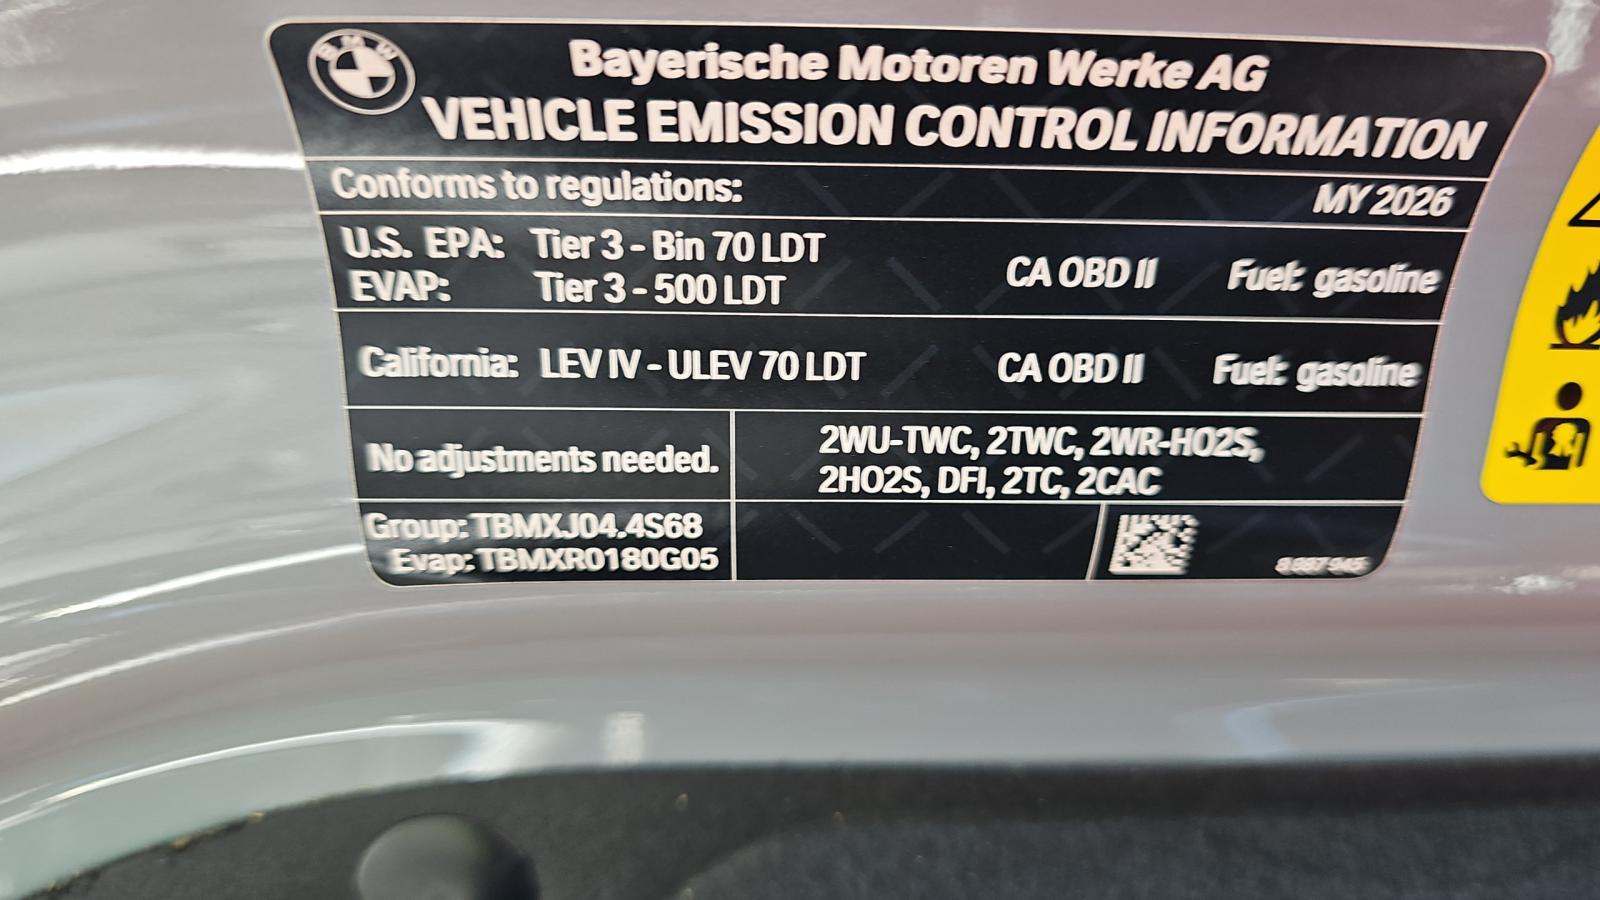 BMW
Bayerische Motoren Werke AG
VEHICLE EMISSION CONTROL INFORMATION
Conforms to regulations: MY 2026
U.S. EPA: Tier 3 - Bin 70 LDT
EVAP: Tier 3 - 500 LDT
CA OBD II Fuel: gasoline
California: LEV IV - ULEV 70 LDT CA OBD II Fuel: gasoline
No adjustments needed.
2WU-TWC, 2TWC, 2WR-HO2S,
2HO2S, DFI, 2TC, 2CAC
Group: TBMXJ04.4S68
Evap: TBMXR0180G05